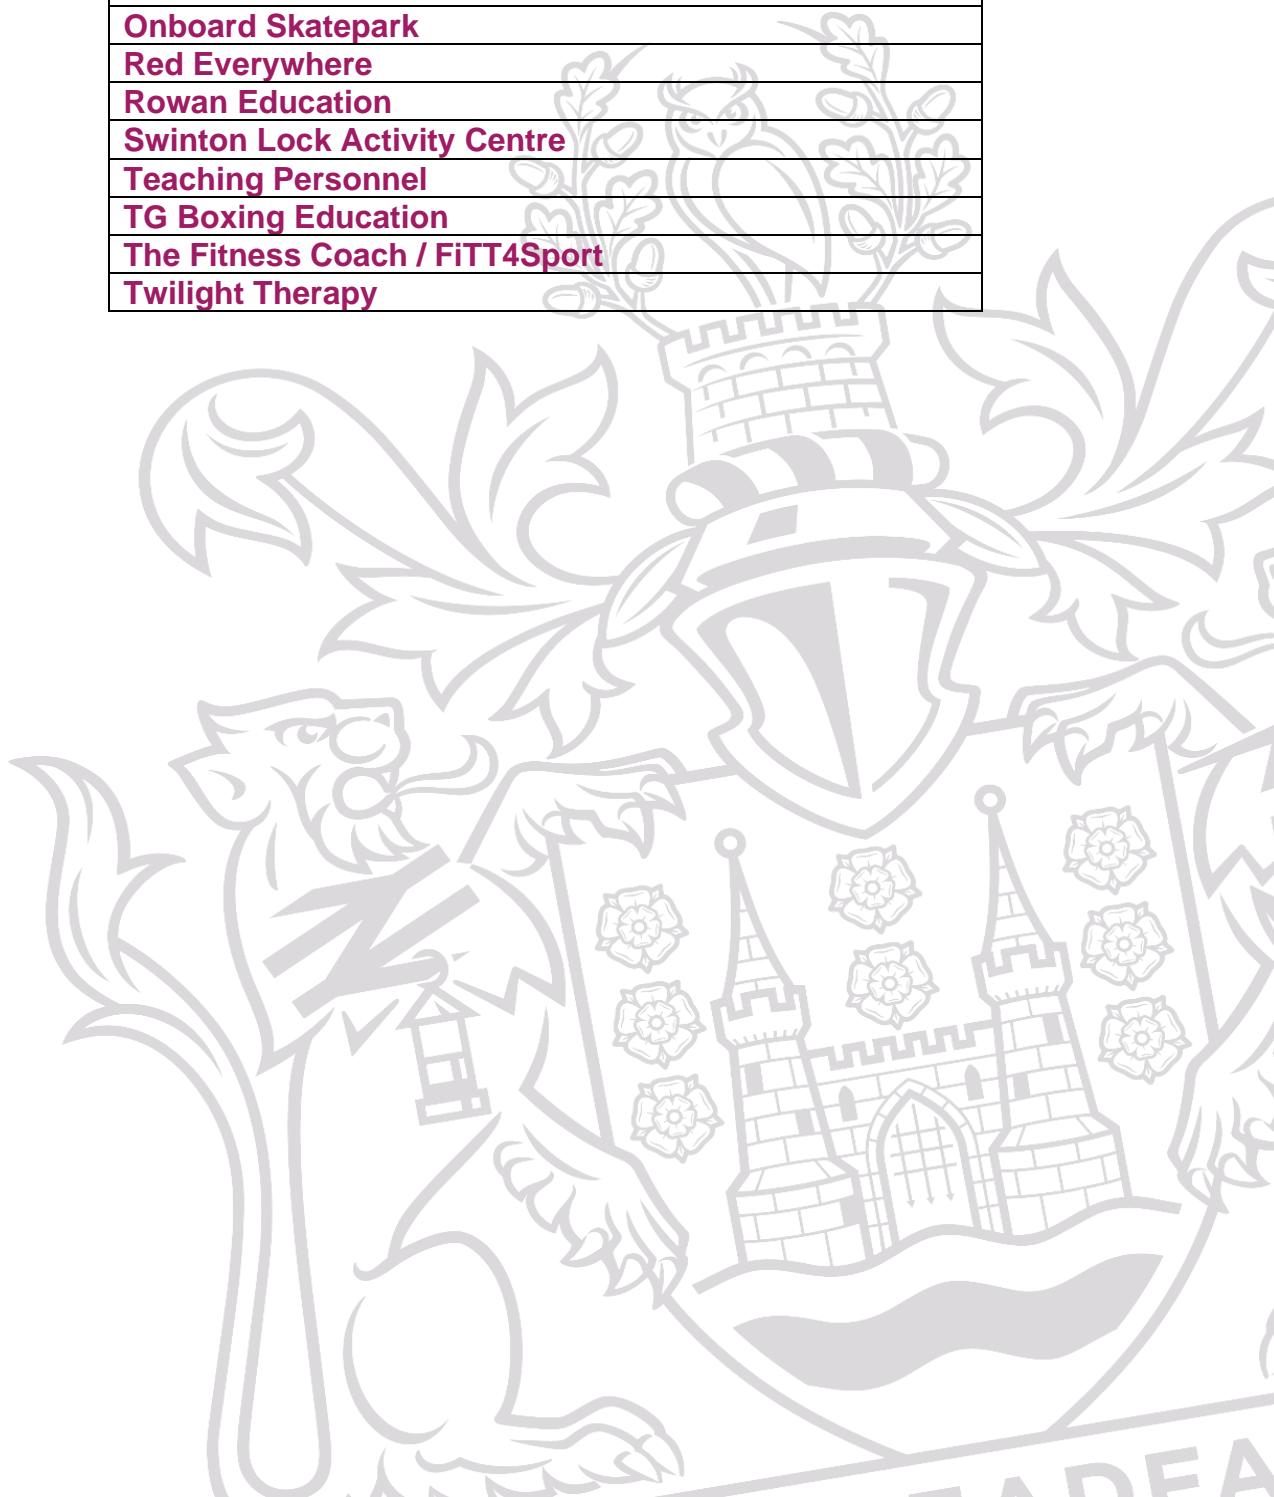 Onboard Skatepark
Red Everywhere
Rowan Education
Swinton Lock Activity Centre
Teaching Personnel
TG Boxing Education
The Fitness Coach / FiTT4Sport
Twilight Therapy